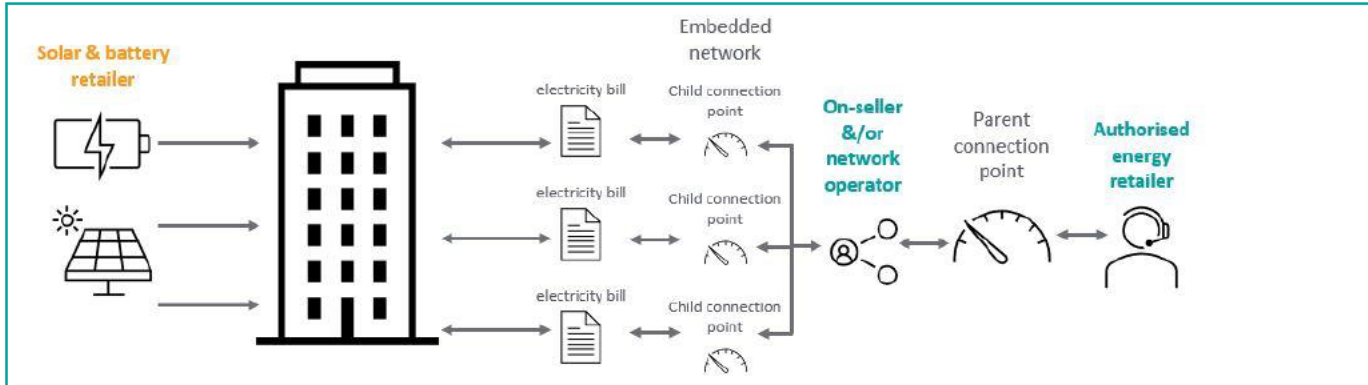 Solar & battery
retailer
electricity bill
electricity bill
electricity bill
Embedded
network
Child connection
point
Child connection
point
Child connection
point
On-seller
&/or
network
operator
Parent
connection
point
Authorised
energy
retailer